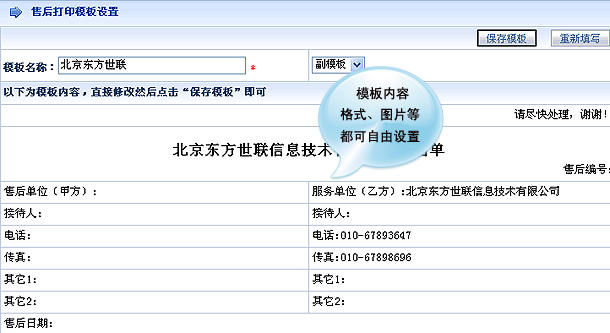 售后打印模板设置
保存模板 重新填写
模板名称： 北京东方世联 * 副模板
以下为模板内容，直接修改然后点击“保存模板”即可
模板内容
格式、图片等
都可自由设置
请尽快处理，谢谢！
北京东方世联信息技术 单
售后编号:
售后单位（甲方）： 服务单位（乙方）:北京东方世联信息技术有限公司
接待人: 接待人:
电话: 电话:010-67893647
传真: 传真:010-67898696
其它1: 其它1:
其它2: 其它2:
售后日期: